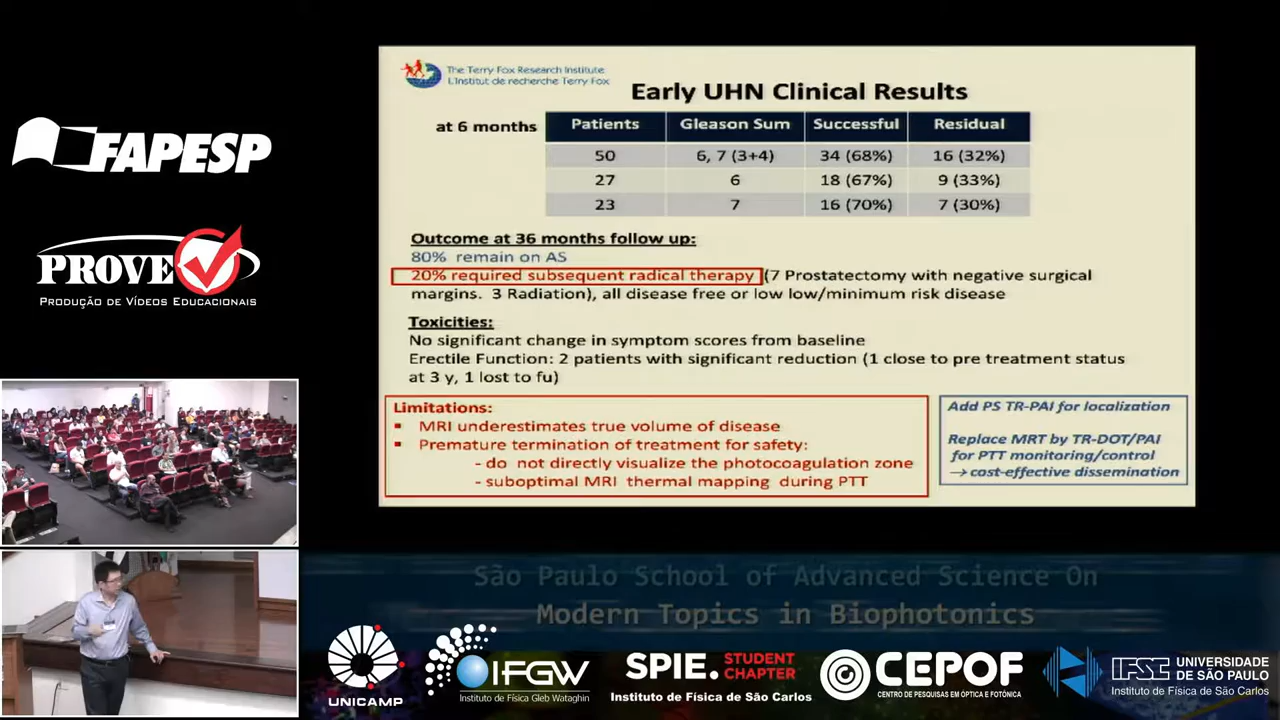 FAPESP
PROVE
PRODUÇÃO DE VÍDEOS EDUCACIONAIS
The Terry Fox Research Institute
L'Institut de recherche Terry Fox
Early UHN Clinical Results
at 6 months
Patients Gleason Sum Successful Residual
50 6, 7 (3+4) 34 (68%) 16 (32%)
27 6 18 (67%) 9 (33%)
23 7 16 (70%) 7 (30%)
Outcome at 36 months follow up:
80% remain on AS
20% required subsequent radical therapy (7 Prostatectomy with negative surgical
margins. 3 Radiation), all disease free or low low/minimum risk disease
Toxicities:
No significant change in symptom scores from baseline
Erectile Function: 2 patients with significant reduction (1 close to pre treatment status
at 3 y, 1 lost to fu)
Limitations:
▪ MRI underestimates true volume of disease
▪ Premature termination of treatment for safety:
- do not directly visualize the photocoagulation zone
- suboptimal MRI thermal mapping during PTT
Add PS TR-PAI for localization
Replace MRT by TR-DOT/PAI
for PTT monitoring/control
→ cost-effective dissemination
São Paulo School of Advanced Science On
Modern Topics in Biophotonics
UNICAMP
IFGW
Instituto de Física Gleb Wataghin
SPIE. STUDENT
CHAPTER
Instituto de Física de São Carlos
CEPOF
CENTRO DE PESQUISAS EM ÓPTICA E FOTÔNICA
IFSC UNIVERSIDADE
DE SÃO PAULO
Instituto de Física de São Carlos